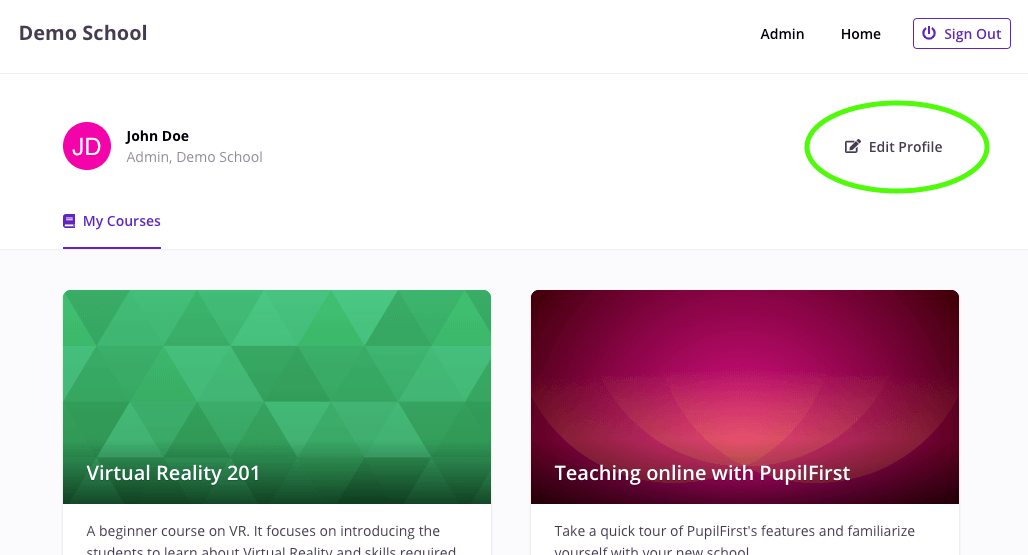 Demo School
Admin
Home
Sign Out
JD
John Doe
Admin, Demo School
Edit Profile
My Courses
Virtual Reality 201
A beginner course on VR. It focuses on introducing the
students to learn about Virtual Reality and skills required
Teaching online with PupilFirst
Take a quick tour of PupilFirst's features and familiarize
yourself with your new school.